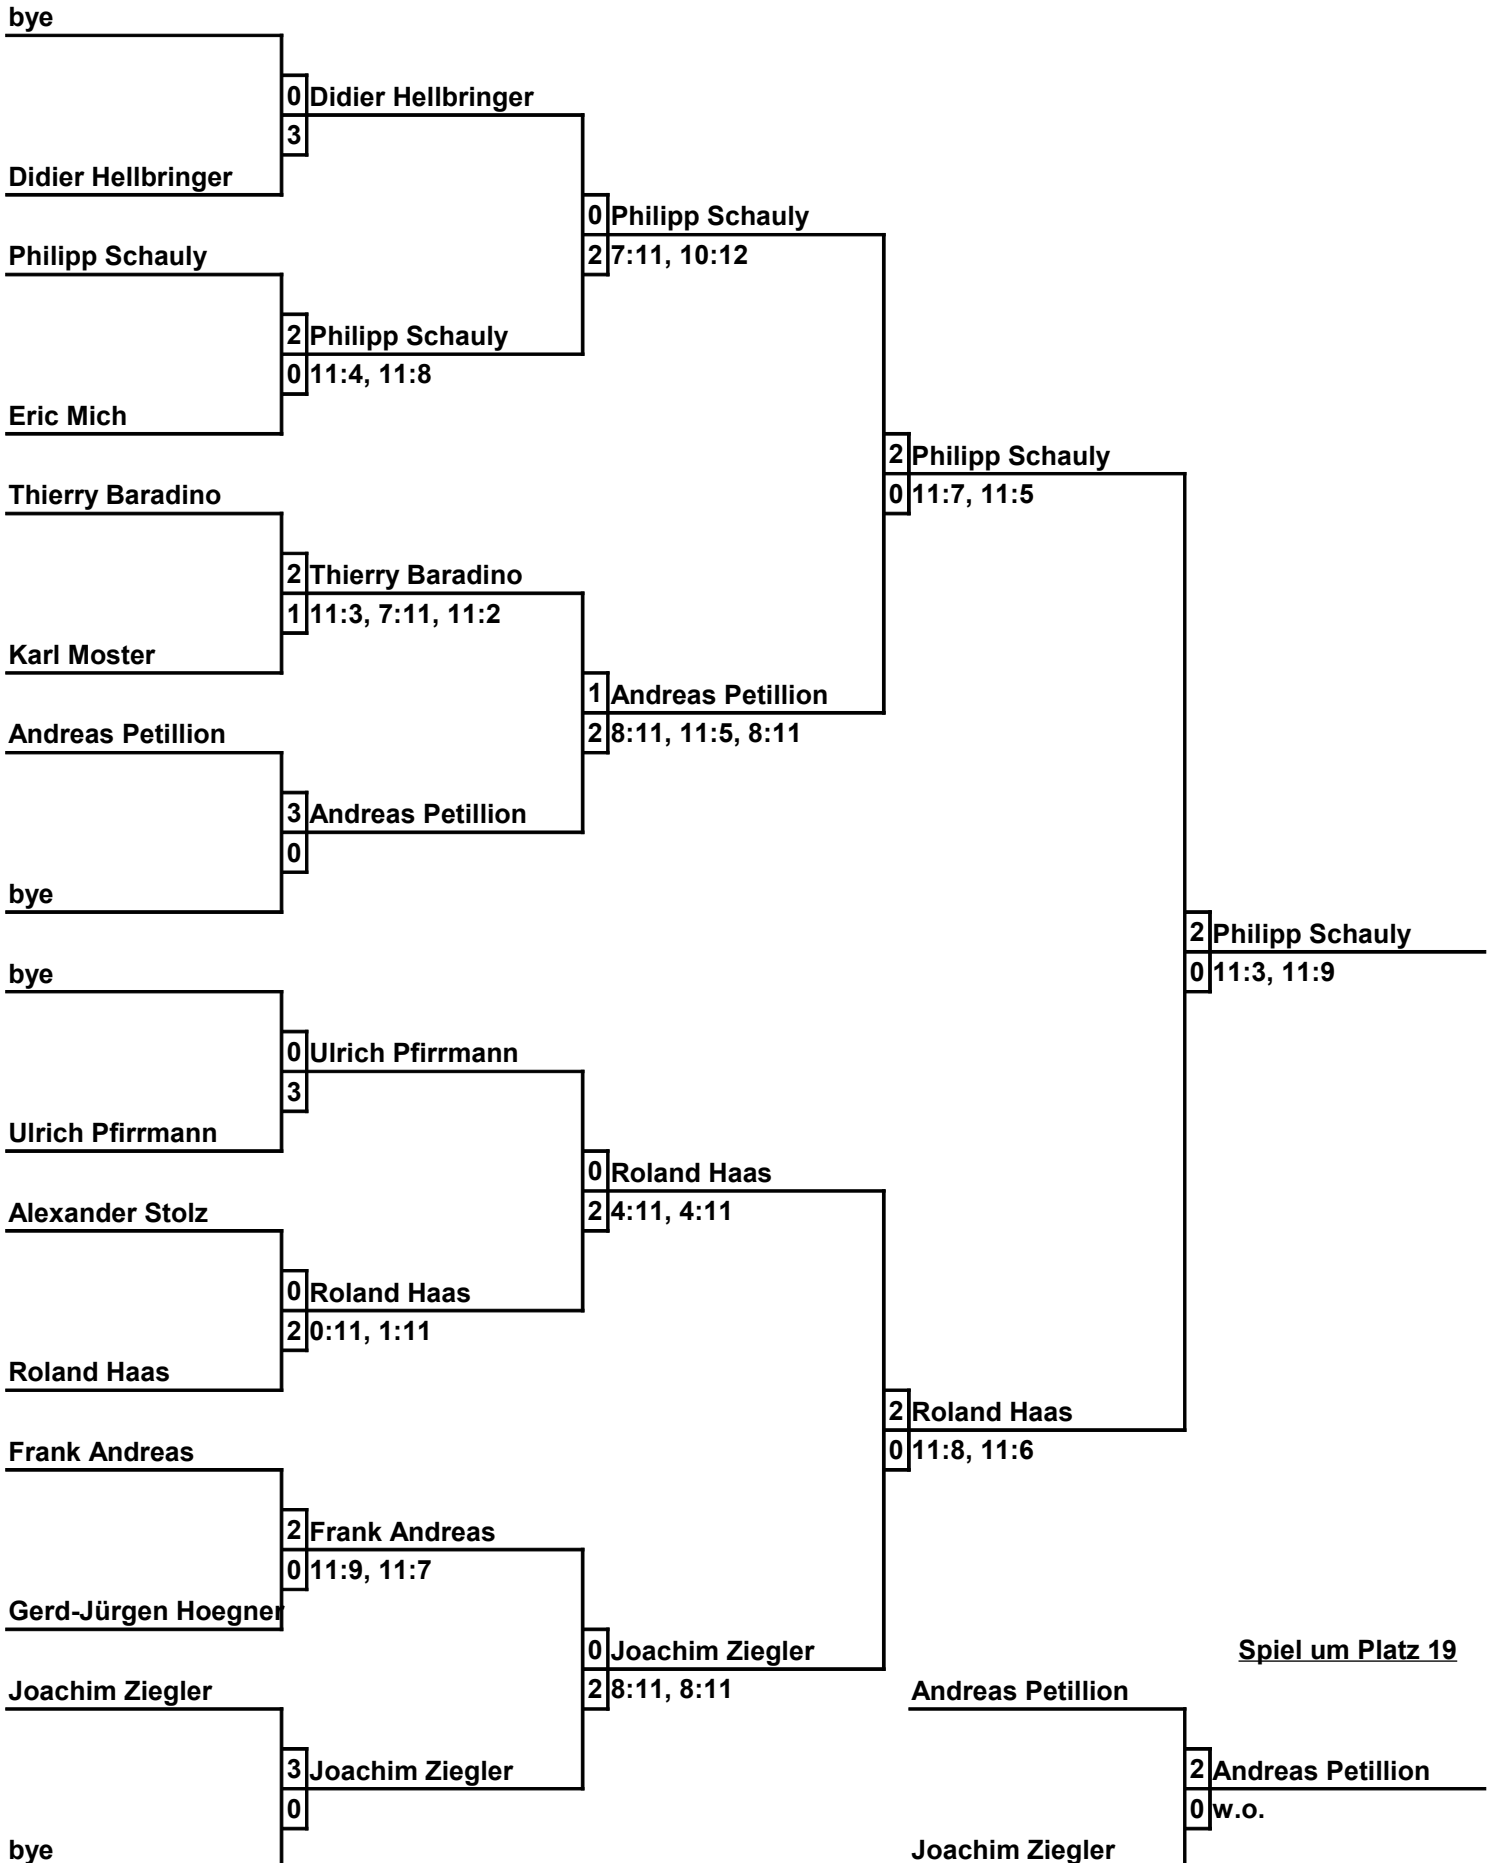 bye
0 Didier Hellbringer
3
Didier Hellbringer
0 Philipp Schauly
Philipp Schauly
2 7:11, 10:12
2 Philipp Schauly
0 11:4, 11:8
Eric Mich
2 Philipp Schauly
Thierry Baradino
0 11:7, 11:5
2 Thierry Baradino
1 11:3, 7:11, 11:2
Karl Moster
1 Andreas Petillion
Andreas Petillion
2 8:11, 11:5, 8:11
3 Andreas Petillion
0
bye
2 Philipp Schauly
bye
0 11:3, 11:9
0 Ulrich Pfirrmann
3
Ulrich Pfirrmann
0 Roland Haas
Alexander Stolz
2 4:11, 4:11
0 Roland Haas
2 0:11, 1:11
Roland Haas
2 Roland Haas
Frank Andreas
0 11:8, 11:6
2 Frank Andreas
0 11:9, 11:7
Gerd-Jürgen Hoegner
0 Joachim Ziegler
Spiel um Platz 19
Joachim Ziegler
2 8:11, 8:11
Andreas Petillion
3 Joachim Ziegler
2 Andreas Petillion
0
0 w.o.
bye
Joachim Ziegler